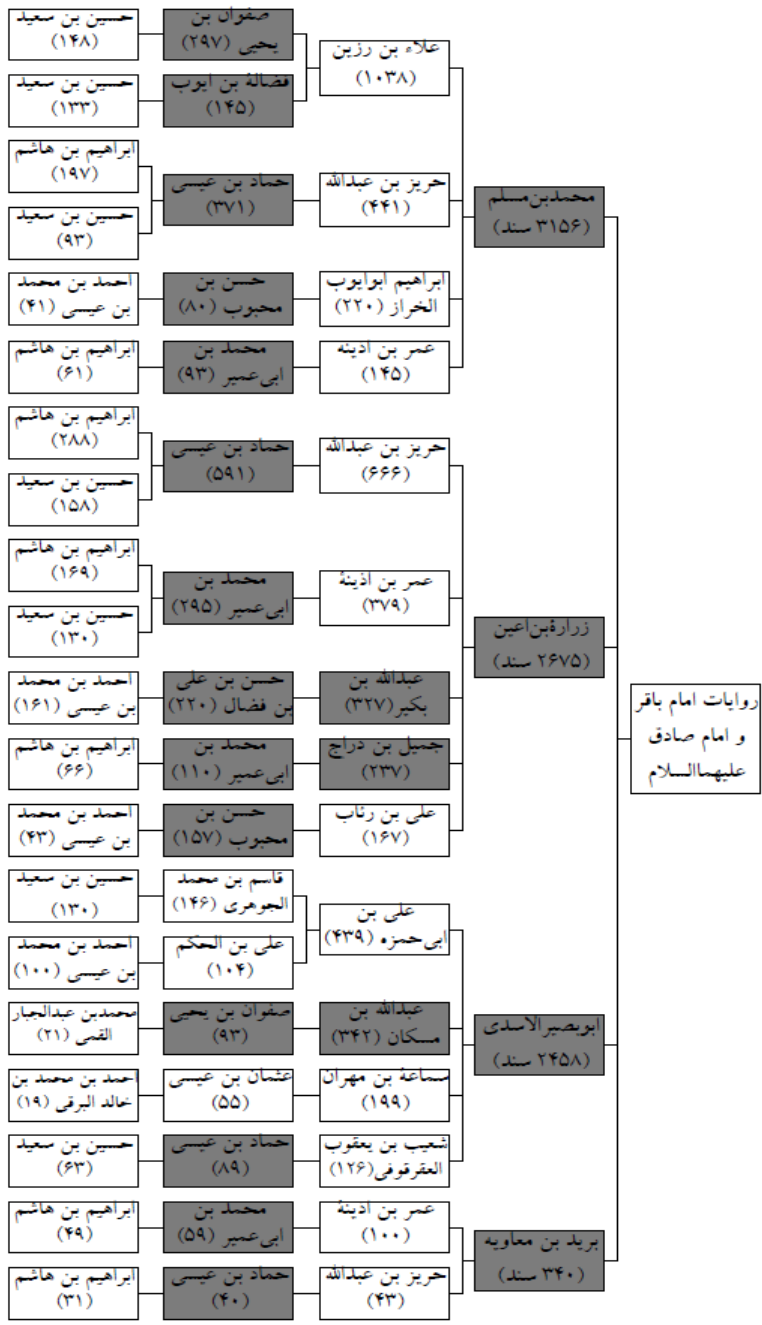 روایات امام باقر
و امام صادق
علیهماالسلام
محمدبن‌مسلم
(۳۱۵۶ سند)
علاء بن رزین
(۱۰۳۸)
صفوان بن
یحیی (۲۹۷)
حسین بن سعید
(۱۴۸)
فضالة بن ایوب
(۱۴۵)
حسین بن سعید
(۱۳۳)
حریز بن عبدالله
(۴۴۱)
حماد بن عیسی
(۳۷۱)
ابراهیم بن هاشم
(۱۹۷)
حسین بن سعید
(۹۳)
ابراهیم ابوایوب
الخراز (۲۲۰)
حسن بن
محبوب (۸۰)
احمد بن محمد
بن عیسی (۴۱)
عمر بن اذینه
(۱۴۵)
محمد بن
ابی‌عمیر (۹۳)
ابراهیم بن هاشم
(۶۱)
زرارةبن‌اعین
(۲۶۷۵ سند)
حریز بن عبدالله
(۶۶۶)
حماد بن عیسی
(۵۹۱)
ابراهیم بن هاشم
(۲۸۸)
حسین بن سعید
(۱۵۸)
عمر بن اذینة
(۳۷۹)
محمد بن
ابی‌عمیر (۲۹۵)
ابراهیم بن هاشم
(۱۶۹)
حسین بن سعید
(۱۳۰)
عبدالله بن
بکیر(۳۲۷)
حسن بن علی
بن فضال (۲۲۰)
احمد بن محمد
بن عیسی (۱۶۱)
جمیل بن دراج
(۲۳۷)
محمد بن
ابی‌عمیر (۱۱۰)
ابراهیم بن هاشم
(۶۶)
علی بن رئاب
(۱۶۷)
حسن بن
محبوب (۱۵۷)
احمد بن محمد
بن عیسی (۴۳)
ابوبصیرالاسدی
(۲۴۵۸ سند)
علی بن
ابی‌حمزه (۴۳۹)
قاسم بن محمد
الجوهری (۱۴۶)
حسین بن سعید
(۱۳۰)
علی بن الحکم
(۱۰۴)
احمد بن محمد
بن عیسی (۱۰۰)
عبدالله بن
مسکان (۳۴۲)
صفوان بن یحیی
(۹۳)
محمدبن عبدالجبار
القمی (۲۱)
سماعة بن مهران
(۱۹۹)
عثمان بن عیسی
(۵۵)
احمد بن محمد بن
خالد البرقی (۱۹)
شعیب بن یعقوب
العقرقوفی(۱۲۶)
حماد بن عیسی
(۸۹)
حسین بن سعید
(۶۳)
برید بن معاویه
(۳۴۰ سند)
عمر بن اذینة
(۱۰۰)
محمد بن
ابی‌عمیر (۵۹)
ابراهیم بن هاشم
(۴۹)
حریز بن عبدالله
(۴۳)
حماد بن عیسی
(۴۰)
ابراهیم بن هاشم
(۳۱)